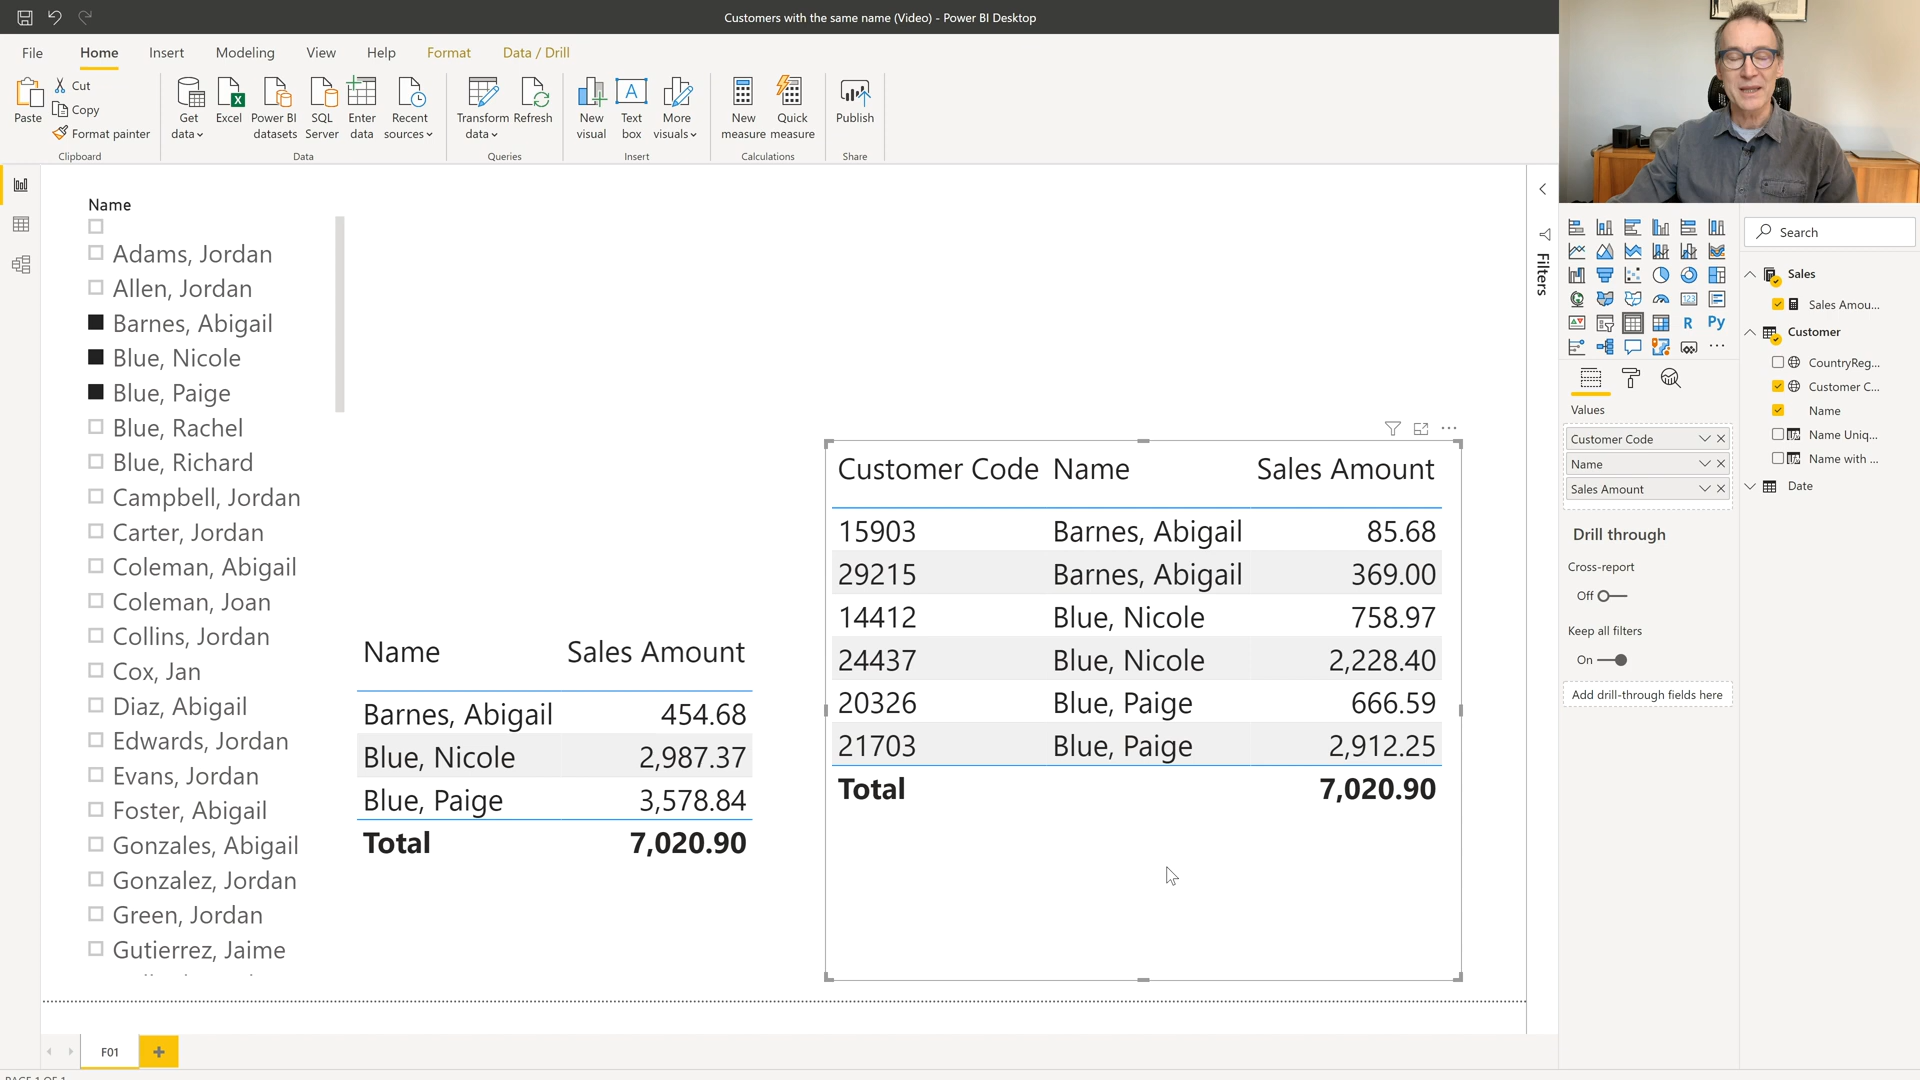 Customers with the same name (Video) - Power BI Desktop
File Home Insert Modeling View Help Format Data / Drill
Paste
Cut
Copy
Format painter
Clipboard
Get data
Excel
Power BI datasets
SQL Server
Enter data
Recent sources
Data
Transform data
Refresh
Queries
New visual
Text box
More visuals
Insert
New measure
Quick measure
Calculations
Publish
Share
Name
Adams, Jordan
Allen, Jordan
Barnes, Abigail
Blue, Nicole
Blue, Paige
Blue, Rachel
Blue, Richard
Campbell, Jordan
Carter, Jordan
Coleman, Abigail
Coleman, Joan
Collins, Jordan
Cox, Jan
Diaz, Abigail
Edwards, Jordan
Evans, Jordan
Foster, Abigail
Gonzales, Abigail
Gonzalez, Jordan
Green, Jordan
Gutierrez, Jaime
Name Sales Amount
Barnes, Abigail 454.68
Blue, Nicole 2,987.37
Blue, Paige 3,578.84
Total 7,020.90
Customer Code Name Sales Amount
15903 Barnes, Abigail 85.68
29215 Barnes, Abigail 369.00
14412 Blue, Nicole 758.97
24437 Blue, Nicole 2,228.40
20326 Blue, Paige 666.59
21703 Blue, Paige 2,912.25
Total 7,020.90
Filters
123
R
Py
Values
Customer Code
Name
Sales Amount
Drill through
Cross-report
Off
Keep all filters
On
Add drill-through fields here
Search
Sales
Sales Amou...
Customer
CountryReg...
Customer C...
Name
Name Uniq...
Name with ...
Date
F01
PAGE 1 OF 1